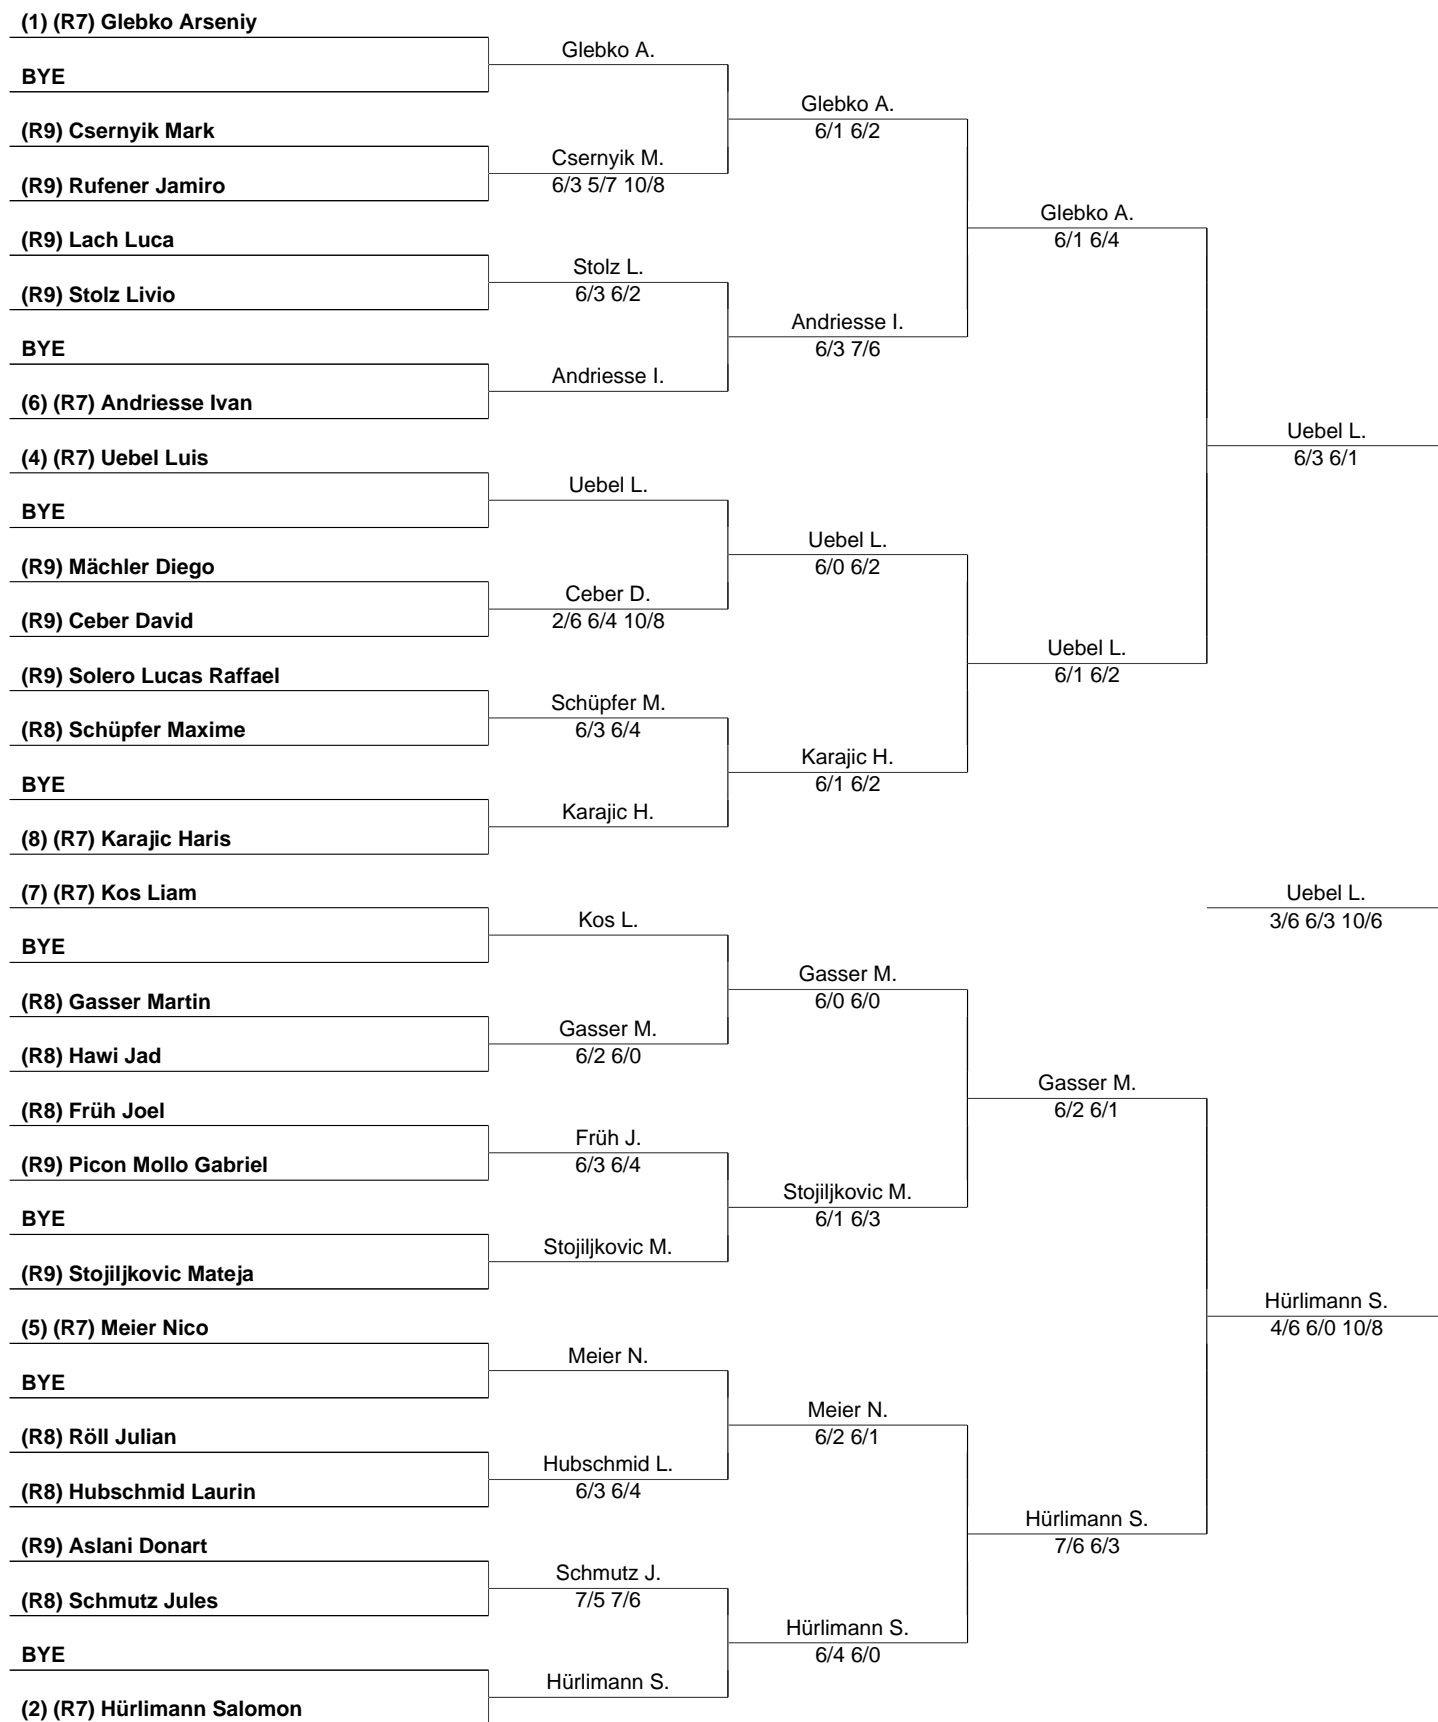 (1) (R7) Glebko Arseniy
Glebko A.
BYE
Glebko A.
6/1 6/2
(R9) Csernyik Mark
Csernyik M.
6/3 5/7 10/8
(R9) Rufener Jamiro
Glebko A.
6/1 6/4
(R9) Lach Luca
Stolz L.
6/3 6/2
(R9) Stolz Livio
Andriesse I.
6/3 7/6
BYE
Andriesse I.
(6) (R7) Andriesse Ivan
Uebel L.
6/3 6/1
(4) (R7) Uebel Luis
Uebel L.
BYE
Uebel L.
6/0 6/2
(R9) Mächler Diego
Ceber D.
2/6 6/4 10/8
(R9) Ceber David
Uebel L.
6/1 6/2
(R9) Solero Lucas Raffael
Schüpfer M.
6/3 6/4
(R8) Schüpfer Maxime
Karajic H.
6/1 6/2
BYE
Karajic H.
(8) (R7) Karajic Haris
(7) (R7) Kos Liam
Uebel L.
3/6 6/3 10/6
Kos L.
BYE
Gasser M.
6/0 6/0
(R8) Gasser Martin
Gasser M.
6/2 6/0
(R8) Hawi Jad
Gasser M.
6/2 6/1
(R8) Früh Joel
Früh J.
6/3 6/4
(R9) Picon Mollo Gabriel
Stojiljkovic M.
6/1 6/3
BYE
Stojiljkovic M.
(R9) Stojiljkovic Mateja
Hürlimann S.
4/6 6/0 10/8
(5) (R7) Meier Nico
Meier N.
BYE
Meier N.
6/2 6/1
(R8) Röll Julian
Hubschmid L.
6/3 6/4
(R8) Hubschmid Laurin
Hürlimann S.
7/6 6/3
(R9) Aslani Donart
Schmutz J.
7/5 7/6
(R8) Schmutz Jules
Hürlimann S.
6/4 6/0
BYE
Hürlimann S.
(2) (R7) Hürlimann Salomon